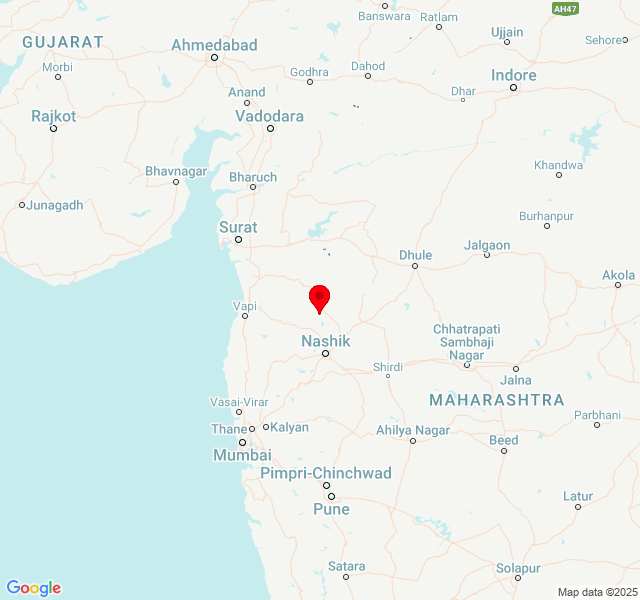 AH47
Banswara
Ratlam
Ujjain
Sehore
GUJARAT
Ahmedabad
Morbi
Godhra
Dahod
Indore
Anand
Dhar
Rajkot
Vadodara
Khandwa
Bhavnagar
Bharuch
Junagadh
Burhanpur
Surat
Jalgaon
Dhule
Akola
Vapi
Nashik
Chhatrapati
Sambhaji
Nagar
Shirdi
Jalna
Vasai-Virar
MAHARASHTRA
Parbhani
Thane
Kalyan
Ahilya Nagar
Beed
Mumbai
Pimpri-Chinchwad
Pune
Latur
Satara
Solapur
Google
Map data ©2025